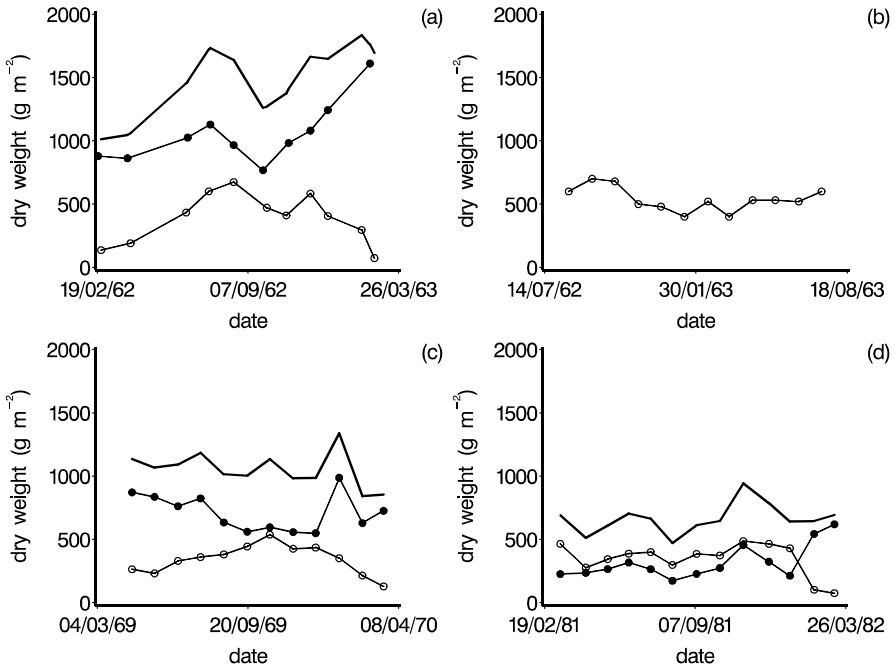 (a)
dry weight (g m⁻²)
2000
1500
1000
500
0
19/02/62 07/09/62 26/03/63
date
(b)
dry weight (g m⁻²)
2000
1500
1000
500
0
14/07/62 30/01/63 18/08/63
date
(c)
dry weight (g m⁻²)
2000
1500
1000
500
0
04/03/69 20/09/69 08/04/70
date
(d)
dry weight (g m⁻²)
2000
1500
1000
500
0
19/02/81 07/09/81 26/03/82
date